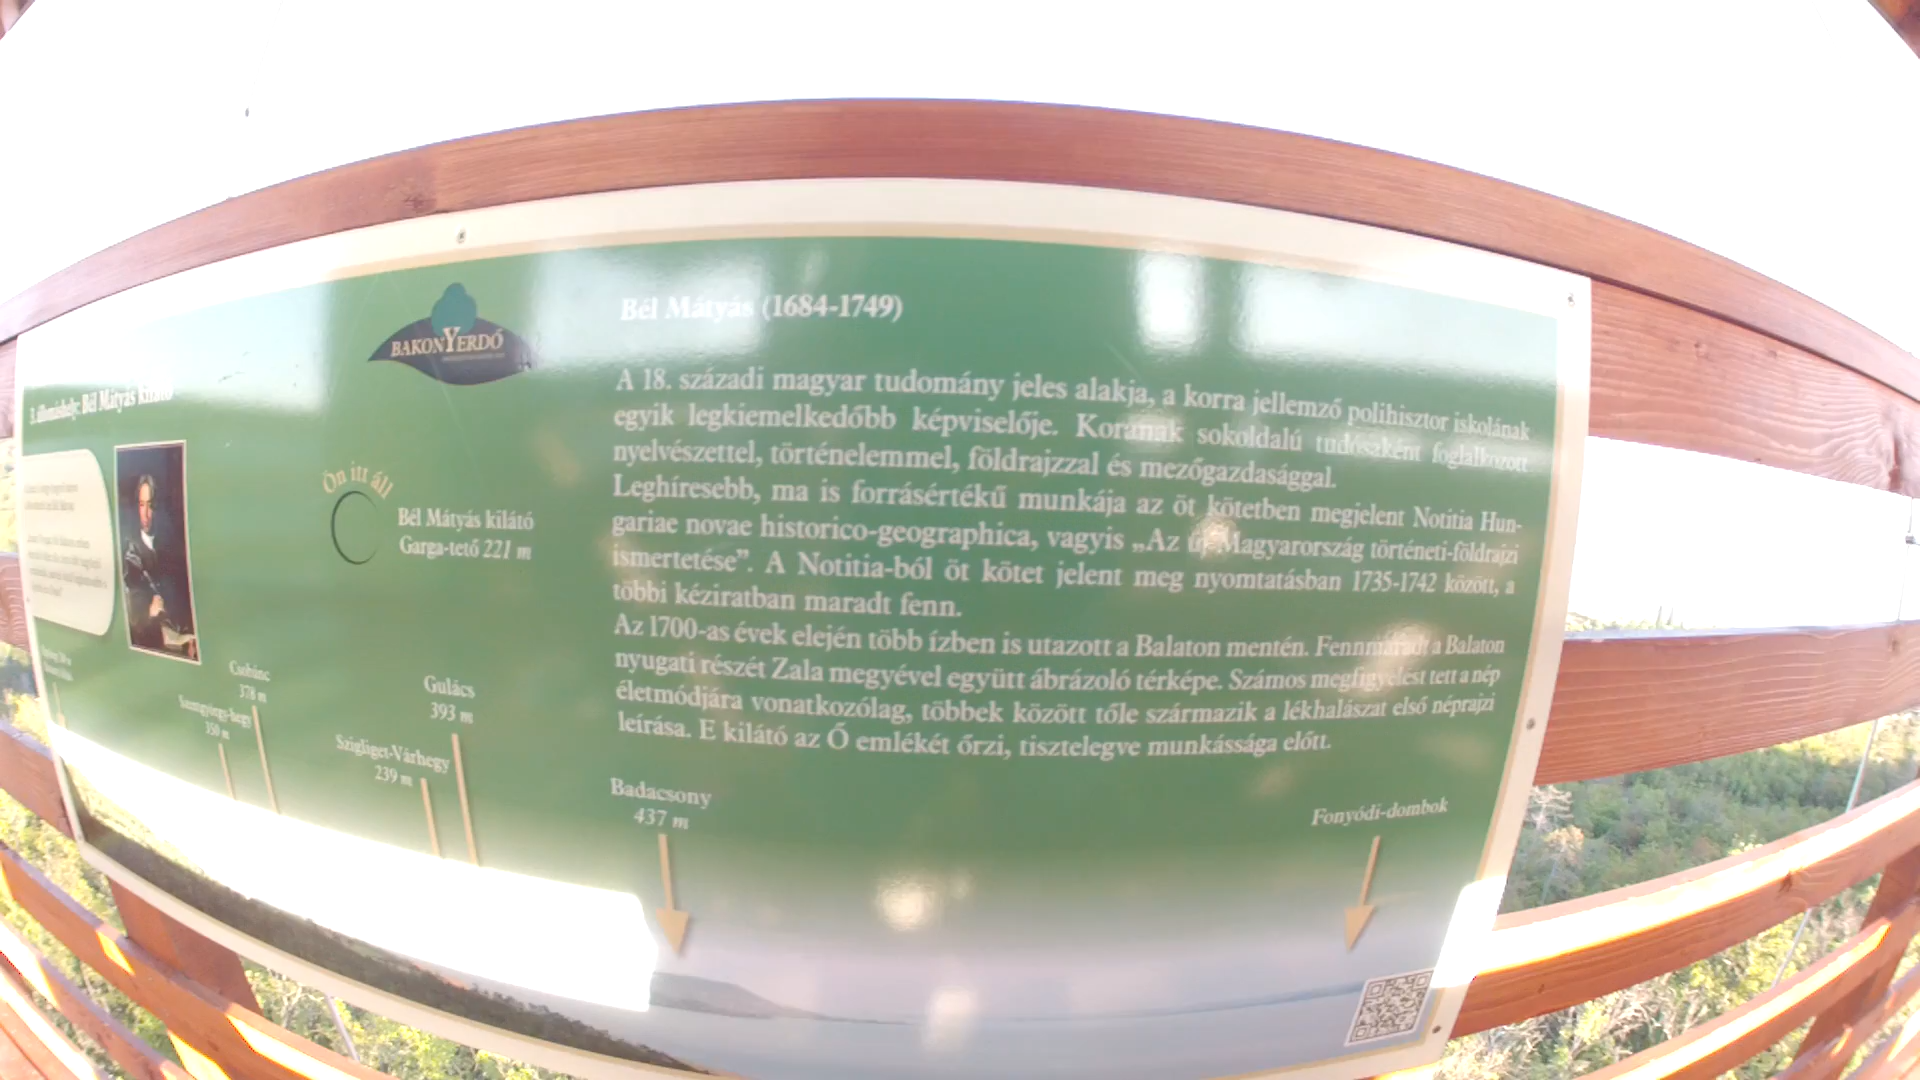 BAKONYERDŐ
3. állomáshely: Bél Mátyás kilátó
Ön itt áll
Bél Mátyás kilátó
Garga-tető 221 m
Bél Mátyás (1684-1749)
A 18. századi magyar tudomány jeles alakja, a korra jellemző polihisztor iskolának
egyik legkiemelkedőbb képviselője. Korának sokoldalú tudósaként foglalkozott
nyelvészettel, történelemmel, földrajzzal és mezőgazdasággal.
Leghíresebb, ma is forrásértékű munkája az öt kötetben megjelent Notitia Hun-
gariae novae historico-geographica, vagyis „Az új Magyarország történeti-földrajzi
ismertetése”. A Notitia-ból öt kötet jelent meg nyomtatásban 1735-1742 között, a
többi kéziratban maradt fenn.
Az 1700-as évek elején több ízben is utazott a Balaton mentén. Fennmaradt a Balaton
nyugati részét Zala megyével együtt ábrázoló térképe. Számos megfigyelést tett a nép
életmódjára vonatkozólag, többek között tőle származik a lékhalászat első néprajzi
leírása. E kilátó az Ő emlékét őrzi, tisztelegve munkássága előtt.
Csobánc
378 m
Szentgyörgy-hegy
350 m
Gulács
393 m
Szigliget-Várhegy
239 m
Badacsony
437 m
Fonyódi-dombok